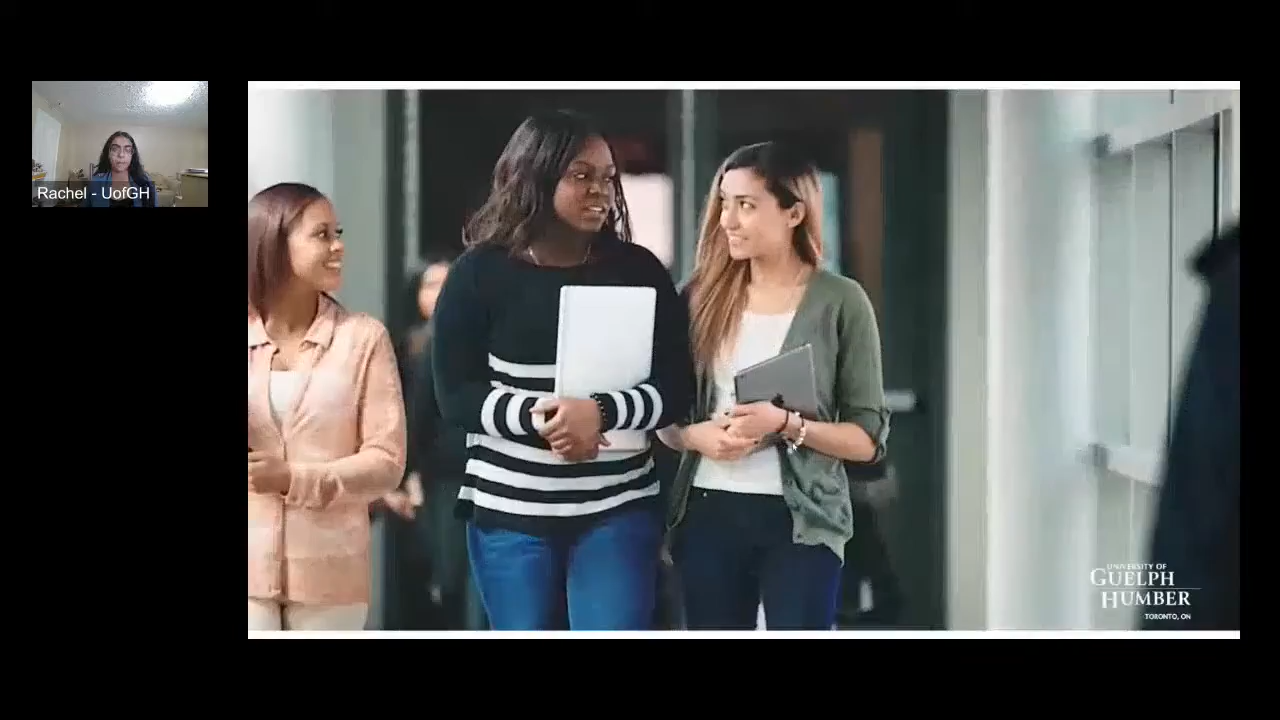 Rachel - UofGH
UNIVERSITY OF
GUELPH
HUMBER
TORONTO, ON